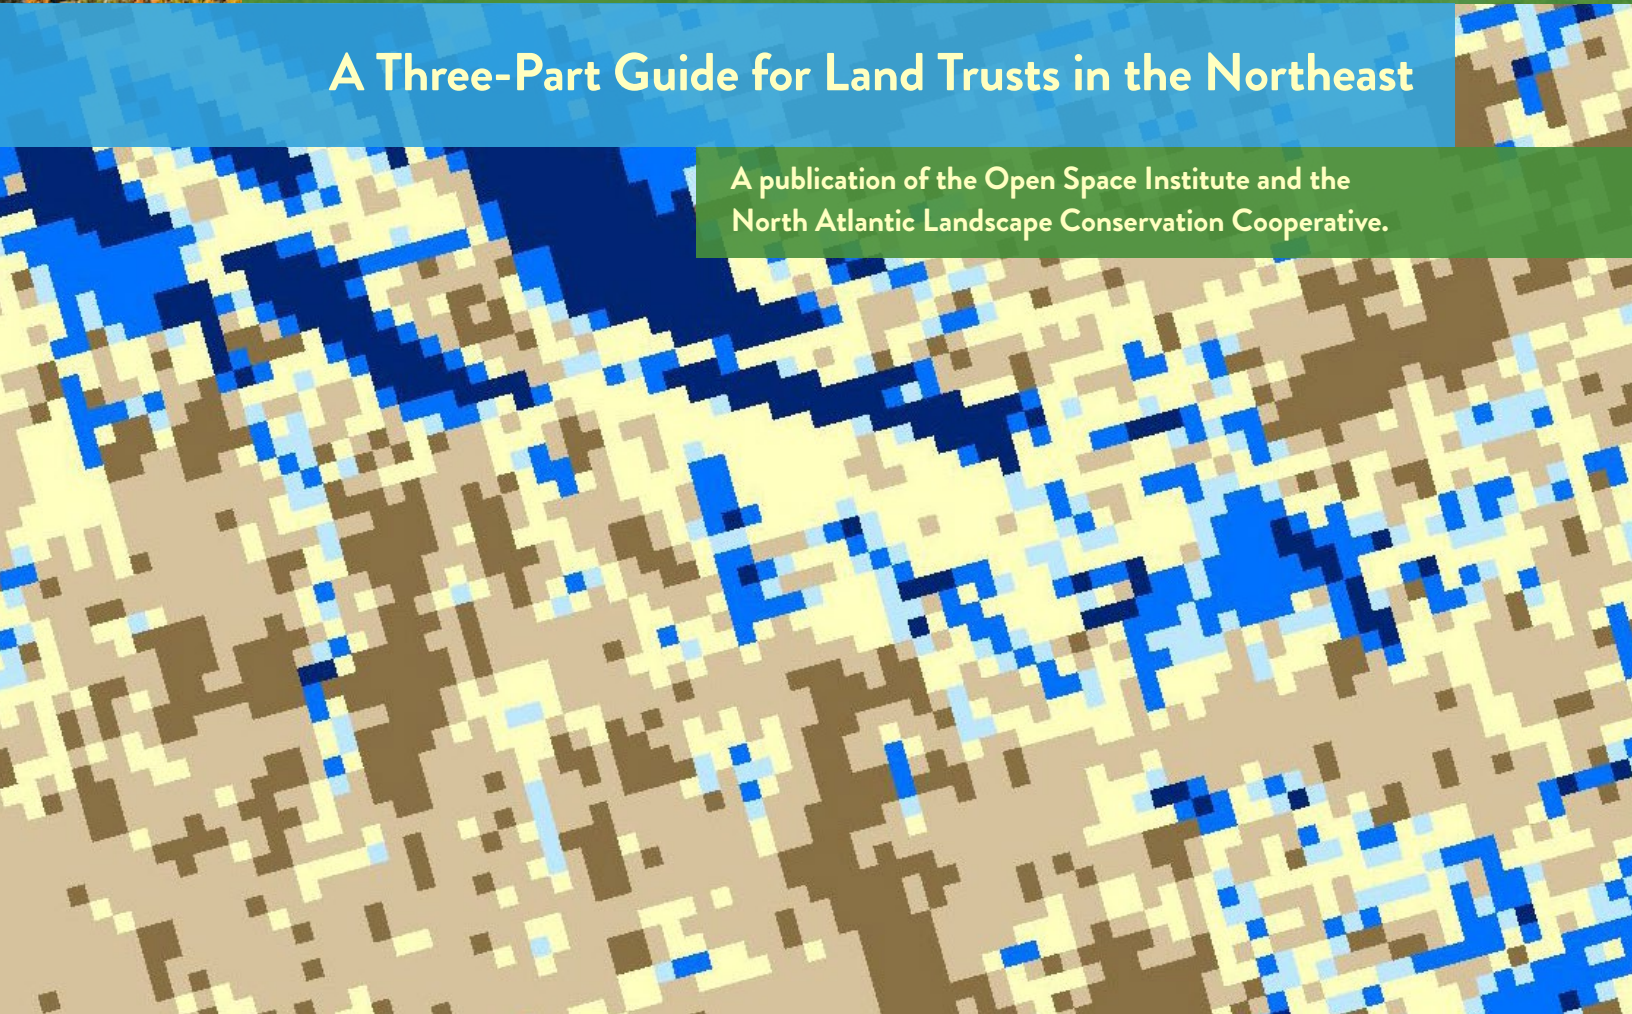 A Three-Part Guide for Land Trusts in the Northeast
A publication of the Open Space Institute and the
North Atlantic Landscape Conservation Cooperative.